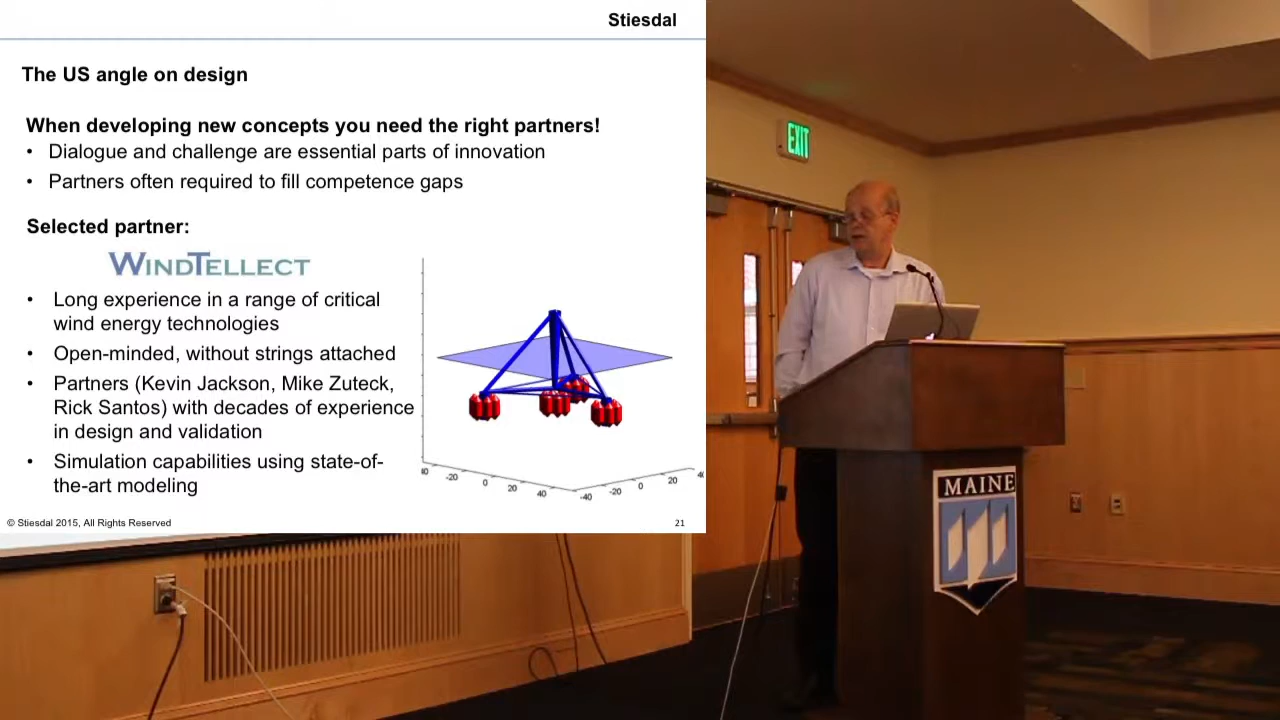 Stiesdal
The US angle on design
When developing new concepts you need the right partners!
• Dialogue and challenge are essential parts of innovation
• Partners often required to fill competence gaps
Selected partner:
WINDTELLECT
• Long experience in a range of critical
wind energy technologies
• Open-minded, without strings attached
• Partners (Kevin Jackson, Mike Zuteck,
Rick Santos) with decades of experience
in design and validation
• Simulation capabilities using state-of-
the-art modeling
-20
0
20
40
-40
-20
0
20
© Stiesdal 2015, All Rights Reserved
21
EXIT
MAINE